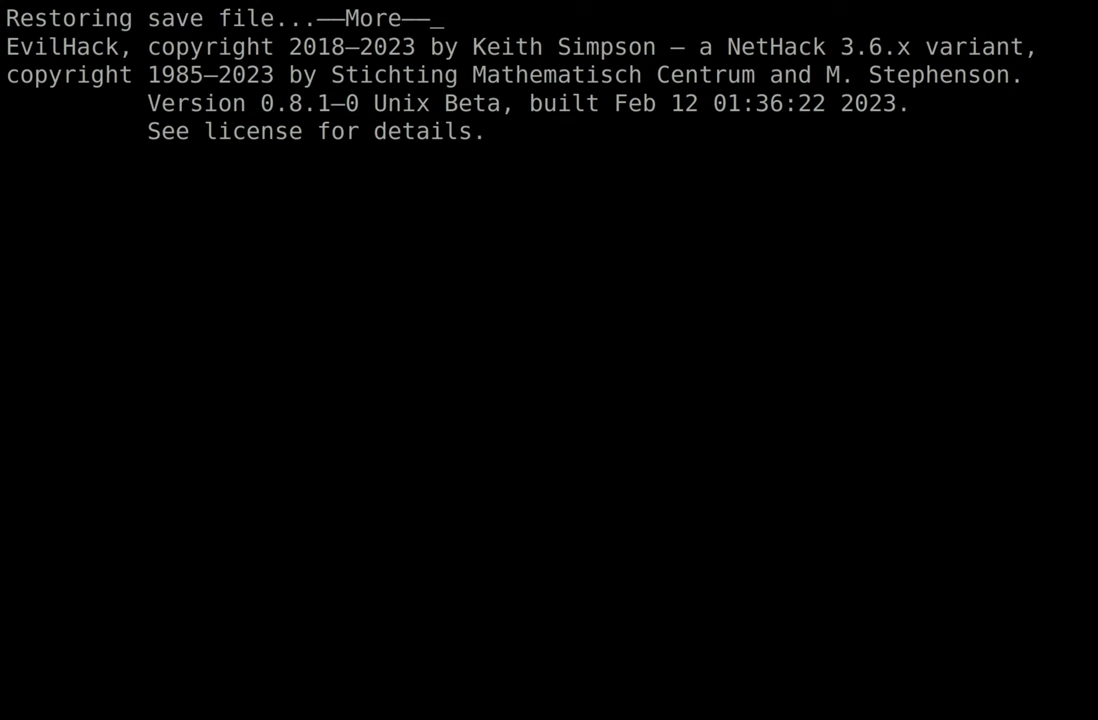 Restoring save file...--More--_
EvilHack, copyright 2018-2023 by Keith Simpson - a NetHack 3.6.x variant,
copyright 1985-2023 by Stichting Mathematisch Centrum and M. Stephenson.
Version 0.8.1-0 Unix Beta, built Feb 12 01:36:22 2023.
See license for details.